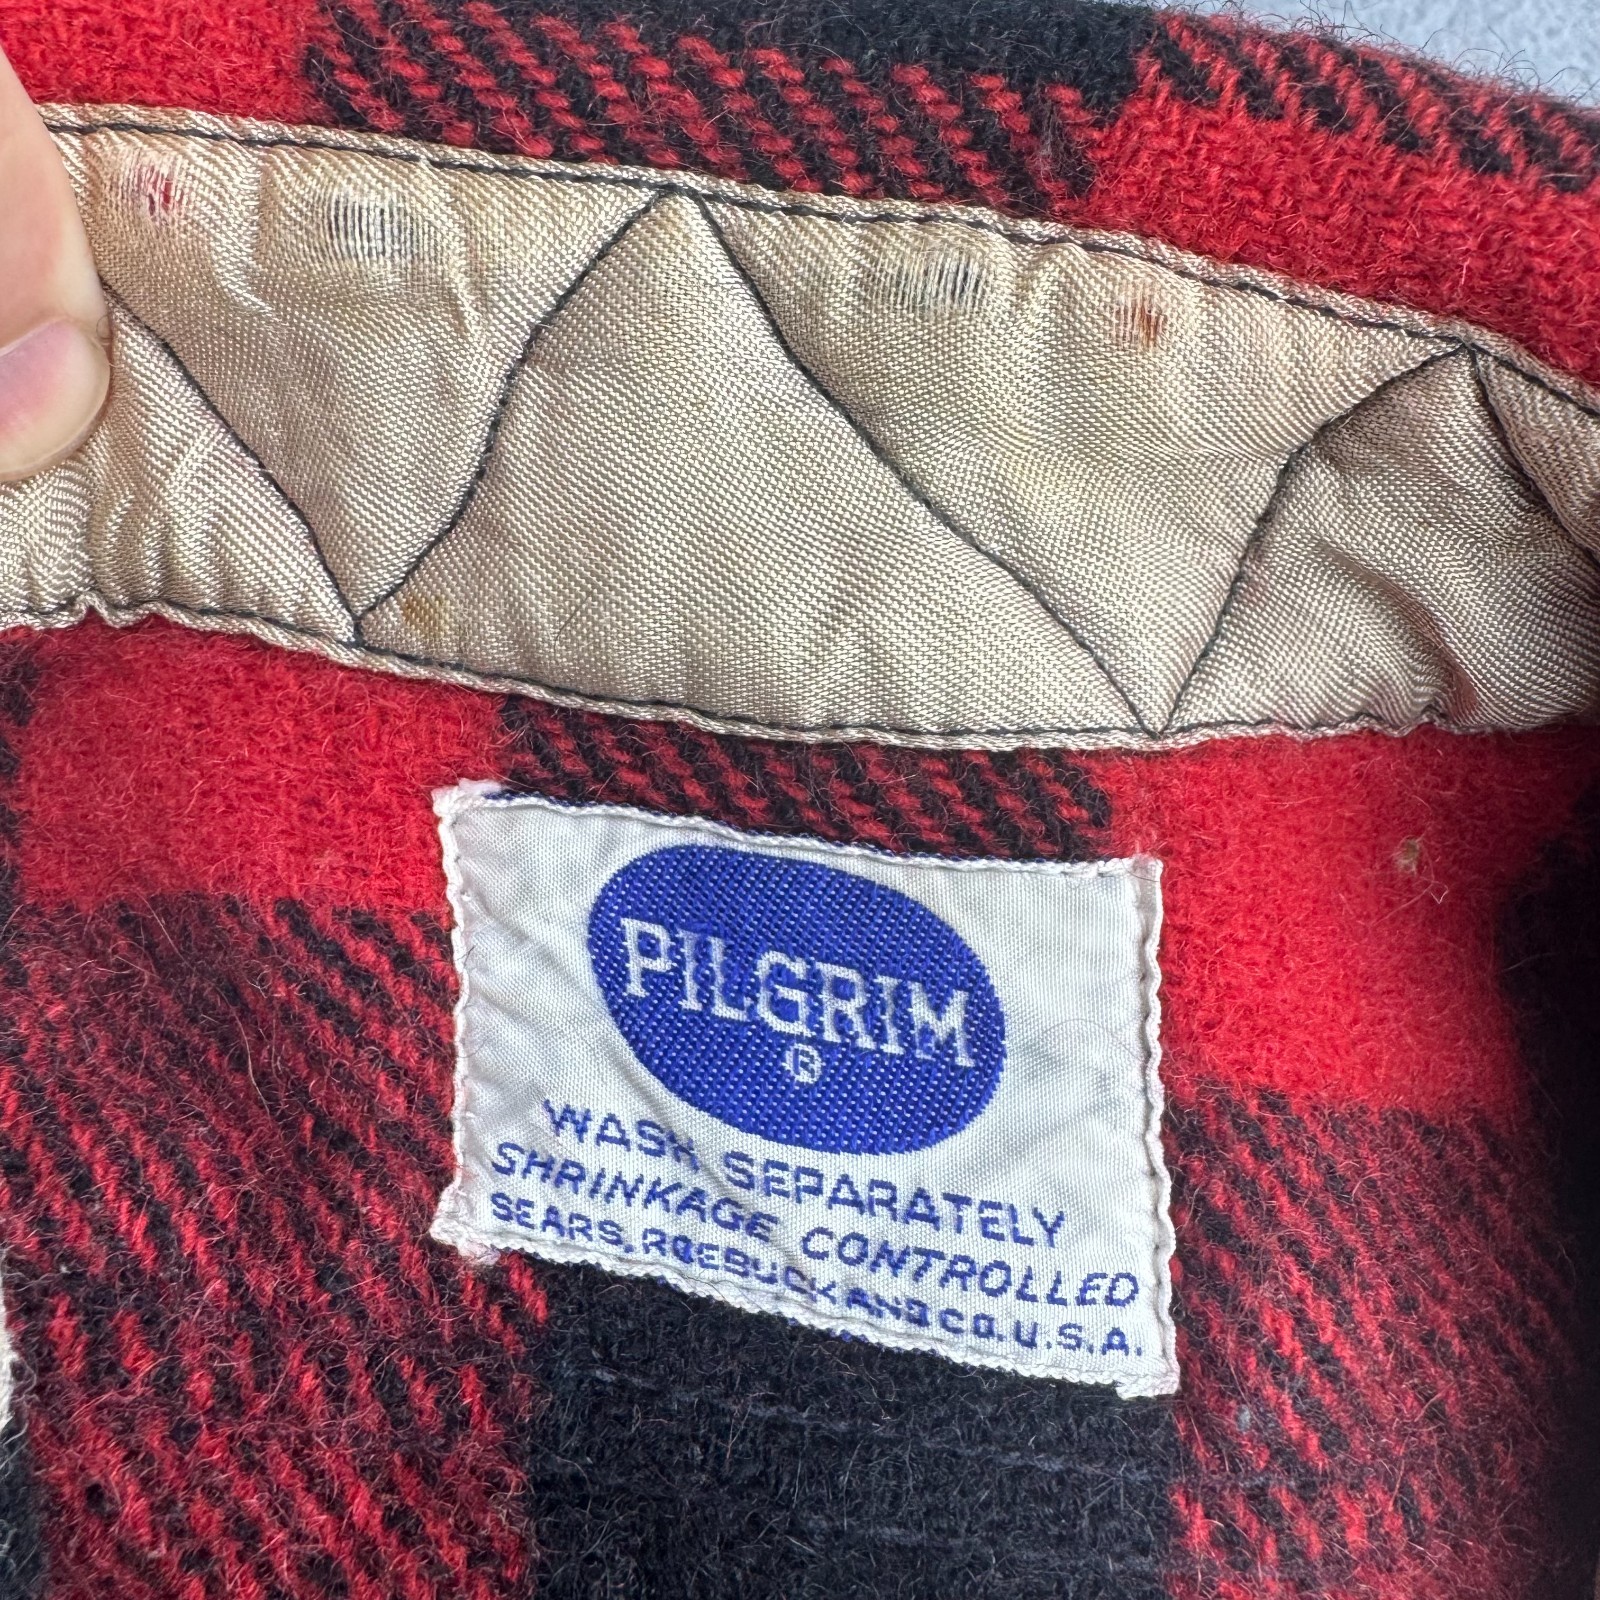 PILGRIM
®
WASH SEPARATELY
SHRINKAGE CONTROLLED
SEARS, ROEBUCK AND CO. U.S.A.